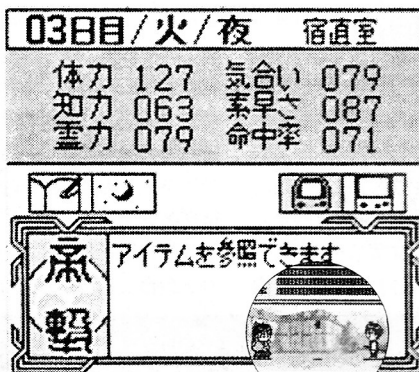 03日目/火/夜 宿直室
体力 127 気合い 079
知力 063 素早さ 087
霊力 079 命中率 071
アイテムを参照できます
帝